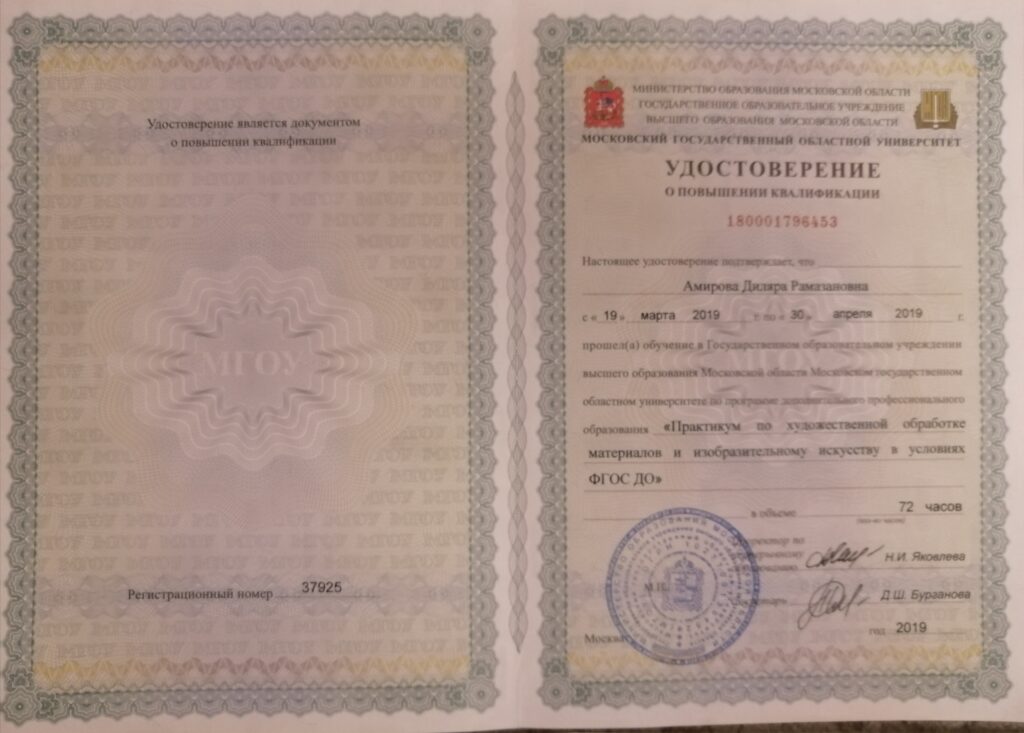 Удостоверение является документом
о повышении квалификации
МГОУ
Регистрационный номер 37925
МИНИСТЕРСТВО ОБРАЗОВАНИЯ МОСКОВСКОЙ ОБЛАСТИ
ГОСУДАРСТВЕННОЕ ОБРАЗОВАТЕЛЬНОЕ УЧРЕЖДЕНИЕ
ВЫСШЕГО ОБРАЗОВАНИЯ МОСКОВСКОЙ ОБЛАСТИ
МОСКОВСКИЙ ГОСУДАРСТВЕННЫЙ ОБЛАСТНОЙ УНИВЕРСИТЕТ
УДОСТОВЕРЕНИЕ
О ПОВЫШЕНИИ КВАЛИФИКАЦИИ
180001796453
Настоящее удостоверение подтверждает, что
Амирова Диляра Рамазановна
с « 19 » марта 2019 г. по « 30 » апреля 2019 г.
прошел(а) обучение в Государственном образовательном учреждении
высшего образования Московской области Московском государственном
областном университете по программе дополнительного профессионального
образования «Практикум по художественной обработке
материалов и изобразительному искусству в условиях
ФГОС ДО»
в объеме 72 часов
М.П.
Н.И. Яковлева
Д.Ш. Бурганова
Москва год 2019